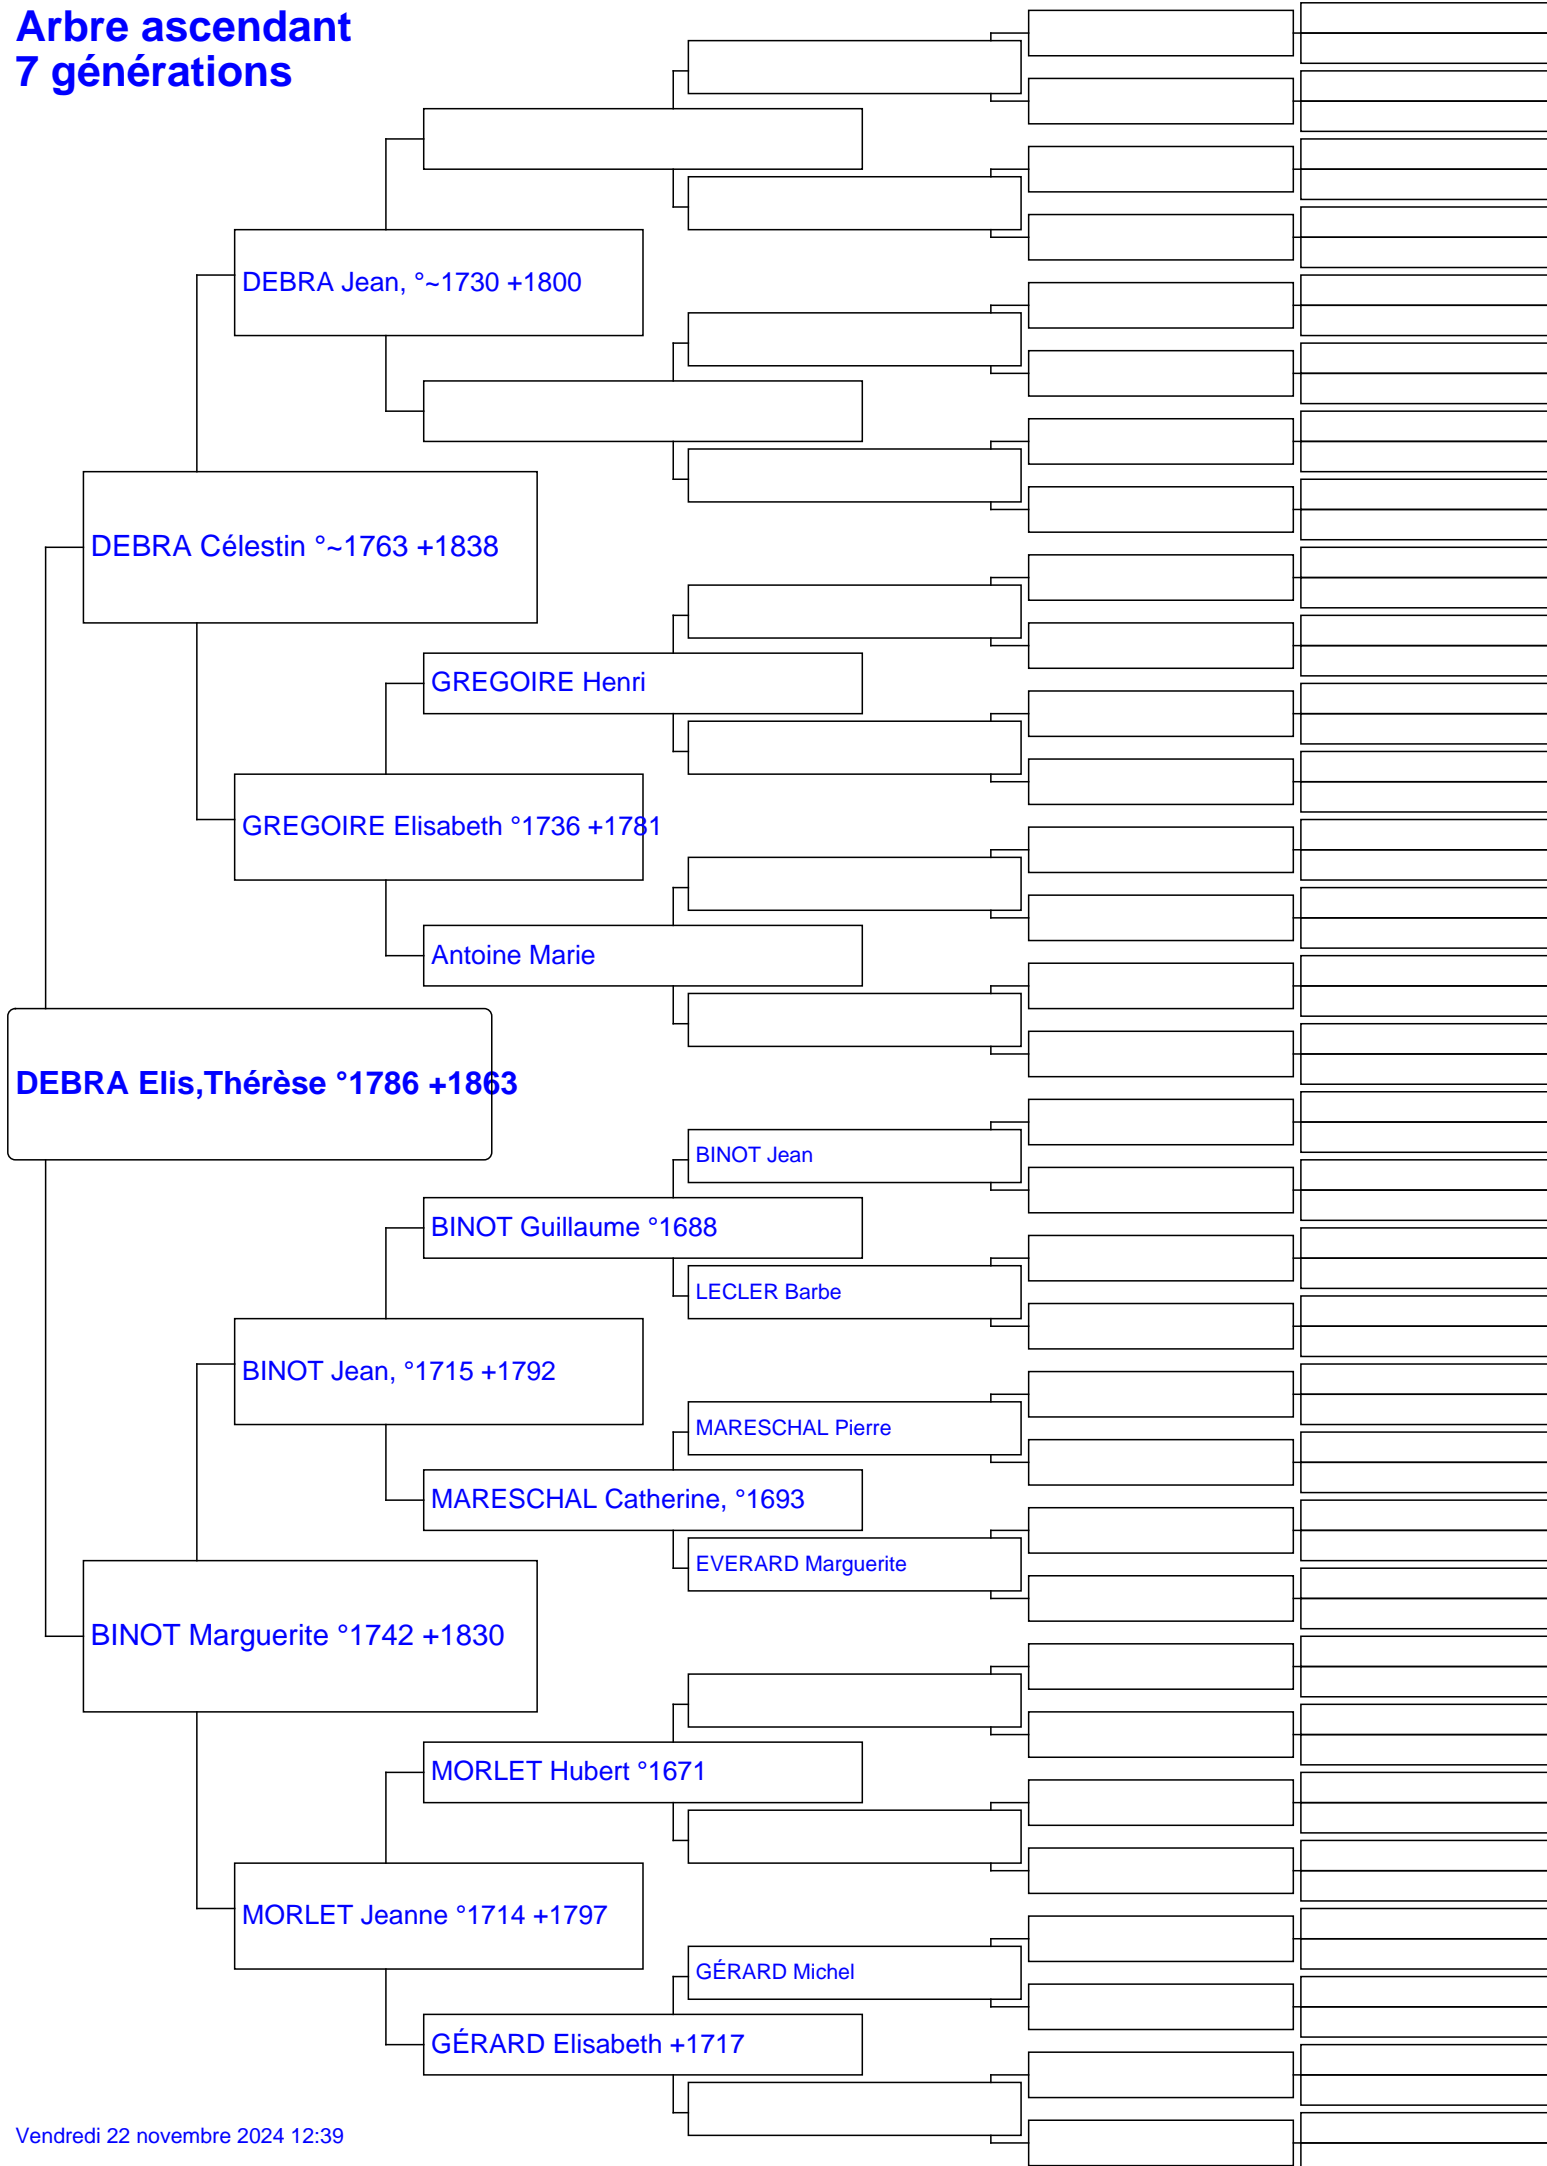 Arbre ascendant
7 générations
DEBRA Jean, °~1730 +1800
DEBRA Célestin °~1763 +1838
GREGOIRE Henri
GREGOIRE Elisabeth °1736 +1781
Antoine Marie
DEBRA Elis,Thérèse °1786 +1863
BINOT Jean
BINOT Guillaume °1688
LECLER Barbe
BINOT Jean, °1715 +1792
MARESCHAL Pierre
MARESCHAL Catherine, °1693
EVERARD Marguerite
BINOT Marguerite °1742 +1830
MORLET Hubert °1671
MORLET Jeanne °1714 +1797
GÉRARD Michel
GÉRARD Elisabeth +1717
Vendredi 22 novembre 2024 12:39